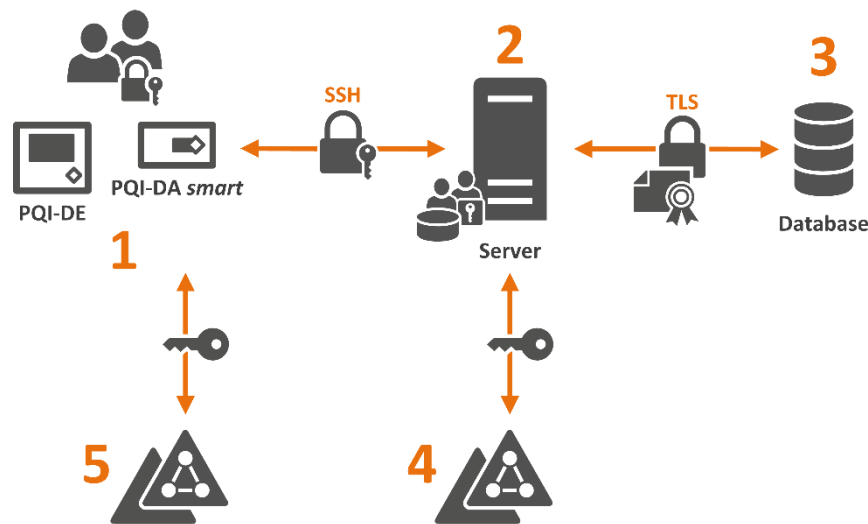 2
3
SSH
TLS
PQI-DE
PQI-DA smart
Database
Server
1
5
4